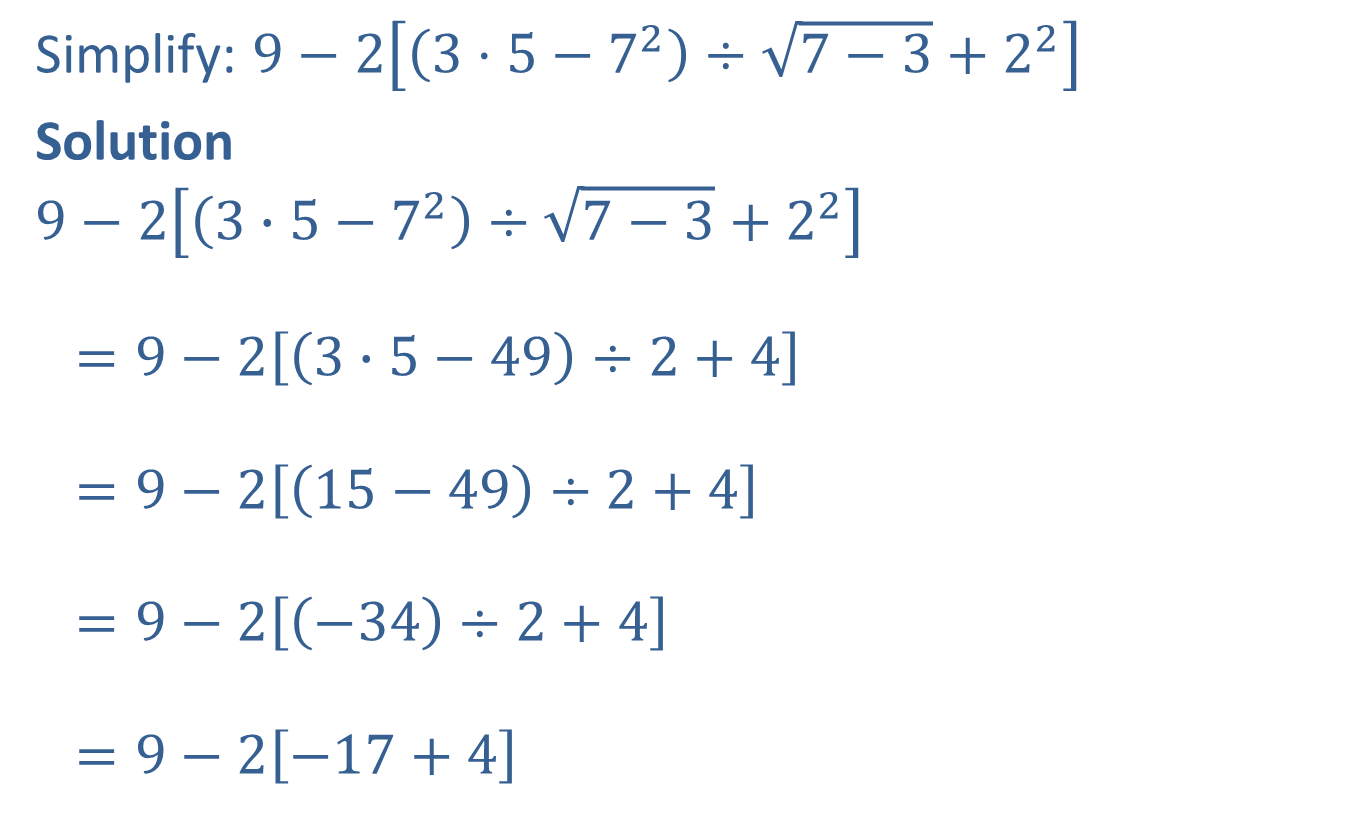 Simplify: 9 − 2[(3 ⋅ 5 − 7²) ÷ √(7 − 3) + 2²]
Solution
9 − 2[(3 ⋅ 5 − 7²) ÷ √(7 − 3) + 2²]
= 9 − 2[(3 ⋅ 5 − 49) ÷ 2 + 4]
= 9 − 2[(15 − 49) ÷ 2 + 4]
= 9 − 2[(−34) ÷ 2 + 4]
= 9 − 2[−17 + 4]